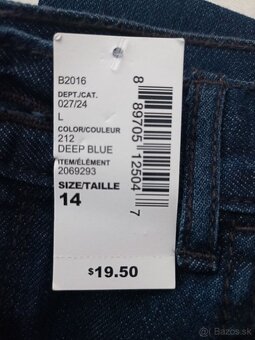 B2016
DEPT./CAT.
027/24
L
COLOR/COULEUR
212
DEEP BLUE
ITEM/ÉLÉMENT
2069293
SIZE/TAILLE
14
$19.50
8 89705 12504 7
Bazos.sk